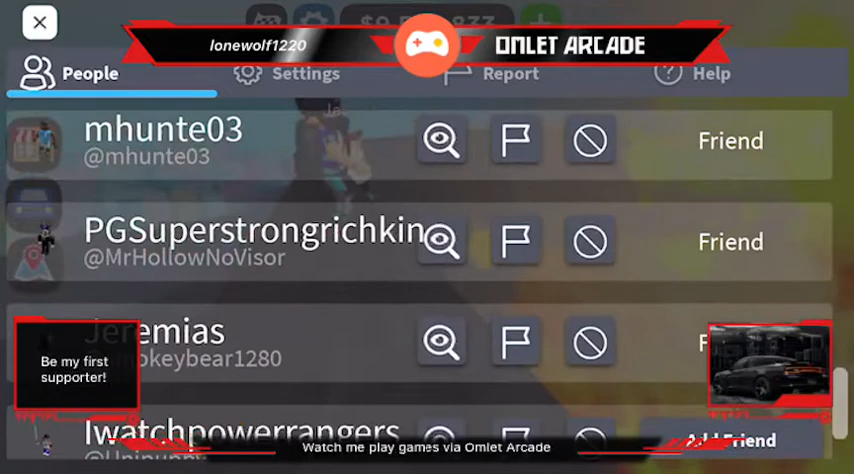 lonewolf1220
OMLET ARCADE
People
Settings
Report
Help
mhunte03
@mhunte03
Friend
PGSuperstrongrichkin
@MrHollowNoVisor
Friend
Jeremias
Be my first
supporter!
Iwatchpowerrangers
Add Friend
Watch me play games via Omlet Arcade